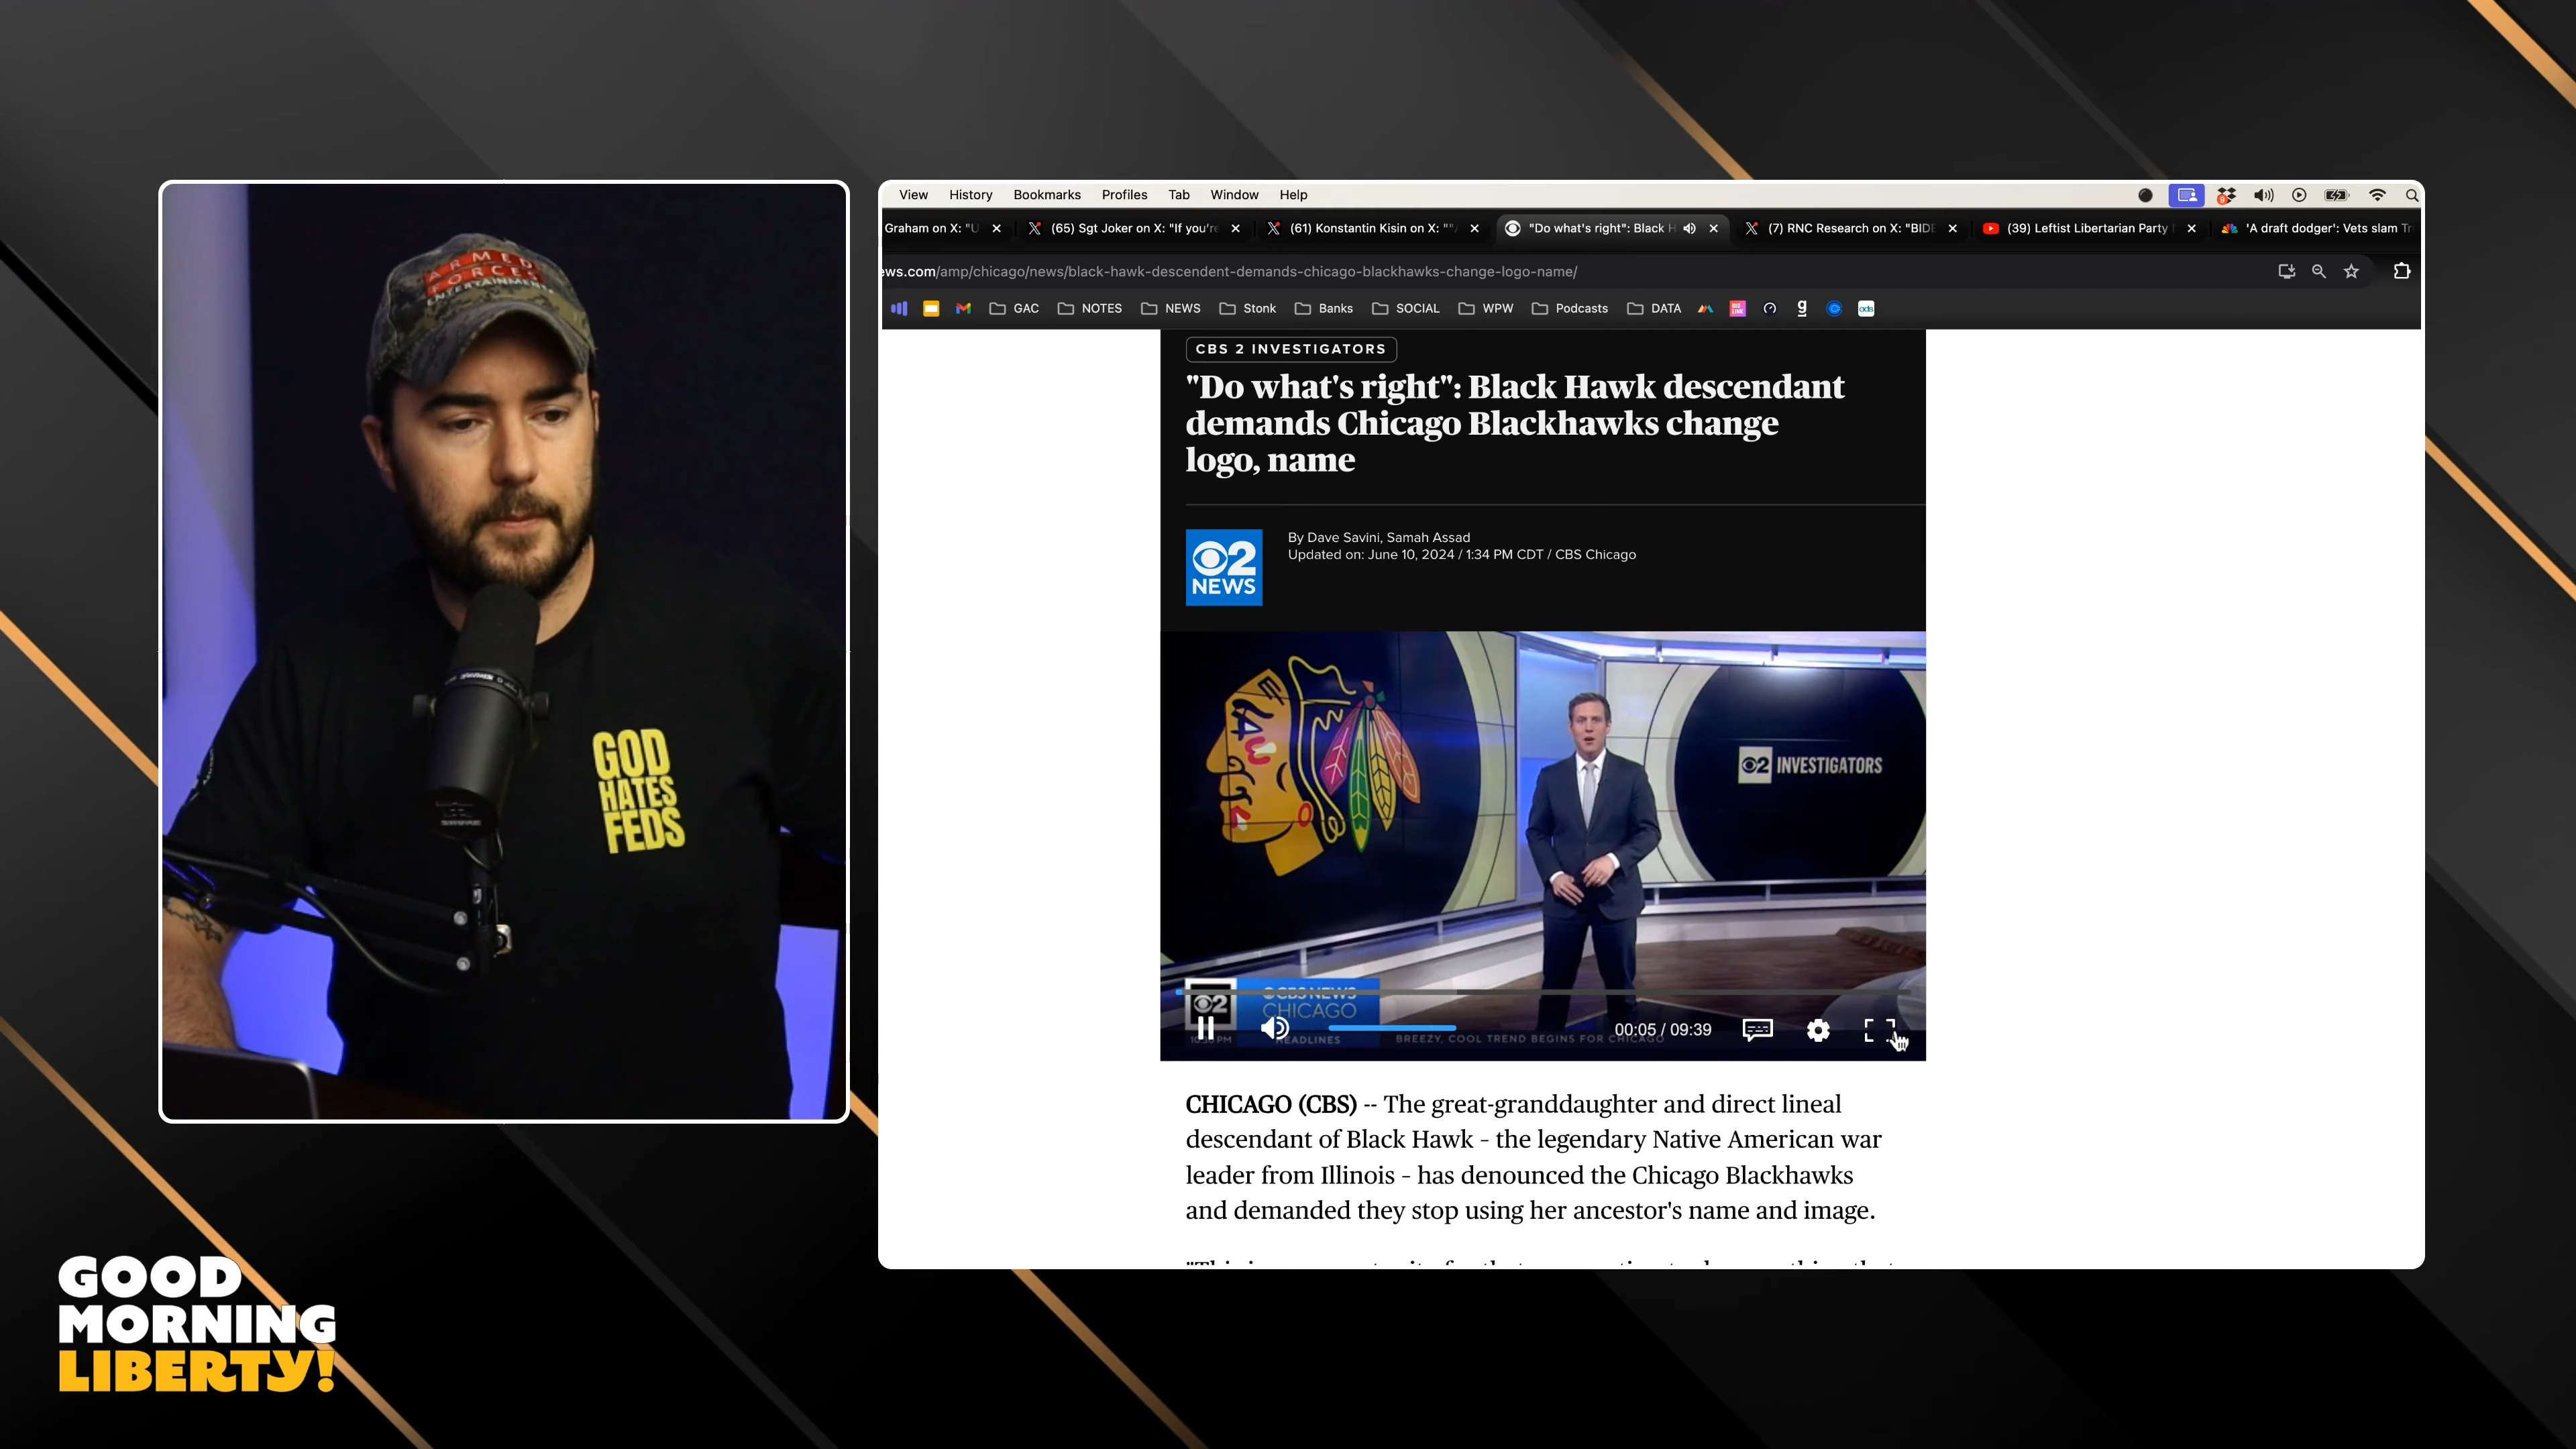 ARMED
FORCES
ENTERTAINMENT
GOD
HATES
FEDS
GOOD
MORNING
LIBERTY!
View History Bookmarks Profiles Tab Window Help
Graham on X: "U
(65) Sgt Joker on X: "If you're
(61) Konstantin Kisin on X: ""
"Do what's right": Black H
(7) RNC Research on X: "BIDE
(39) Leftist Libertarian Party
'A draft dodger': Vets slam Tr
ews.com/amp/chicago/news/black-hawk-descendent-demands-chicago-blackhawks-change-logo-name/
GAC NOTES NEWS Stonk Banks SOCIAL WPW Podcasts DATA g ods
CBS 2 INVESTIGATORS
"Do what's right": Black Hawk descendant
demands Chicago Blackhawks change
logo, name
2
NEWS
By Dave Savini, Samah Assad
Updated on: June 10, 2024 / 1:34 PM CDT / CBS Chicago
2 INVESTIGATORS
2
CBS NEWS
CHICAGO
HEADLINES
BREEZY, COOL TREND BEGINS FOR CHICAGO
00:05 / 09:39
CHICAGO (CBS) -- The great-granddaughter and direct lineal
descendant of Black Hawk – the legendary Native American war
leader from Illinois – has denounced the Chicago Blackhawks
and demanded they stop using her ancestor's name and image.